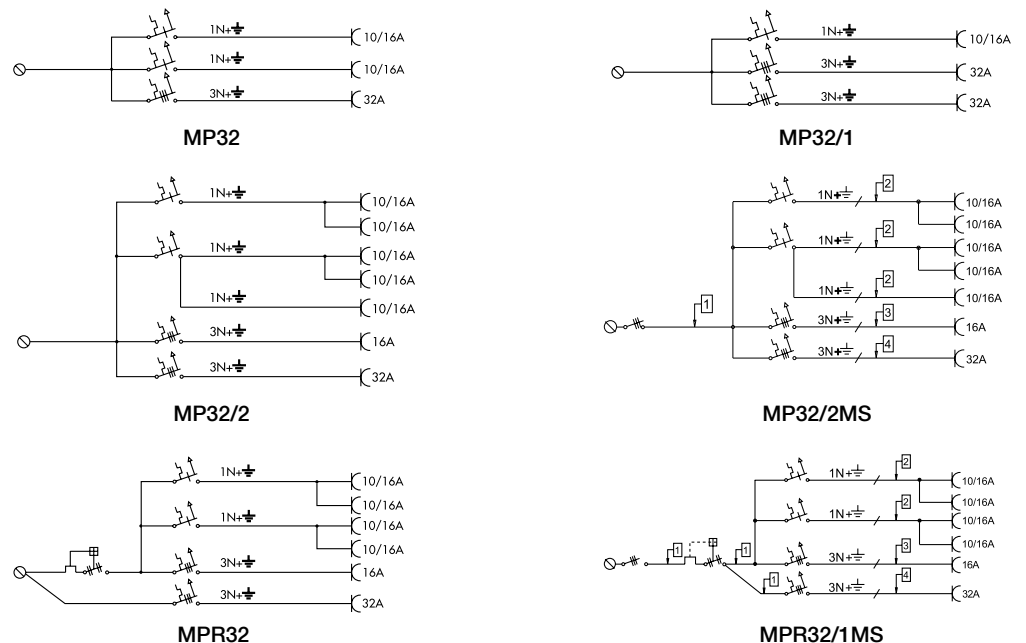 1N+
10/16A
1N+
10/16A
3N+
32A
MP32
1N+
10/16A
3N+
32A
3N+
32A
MP32/1
1N+
10/16A
10/16A
1N+
10/16A
10/16A
1N+
10/16A
3N+
16A
3N+
32A
MP32/2
1N+ 2
10/16A
10/16A
1N+ 2
10/16A
10/16A
1N+ 2
10/16A
1
3N+ 3
16A
3N+ 4
32A
MP32/2MS
1N+
10/16A
10/16A
1N+
10/16A
10/16A
3N+
16A
3N+
32A
MPR32
1N+ 2
10/16A
10/16A
1N+ 2
10/16A
10/16A
1 1
3N+ 3
16A
1
3N+ 4
32A
MPR32/1MS